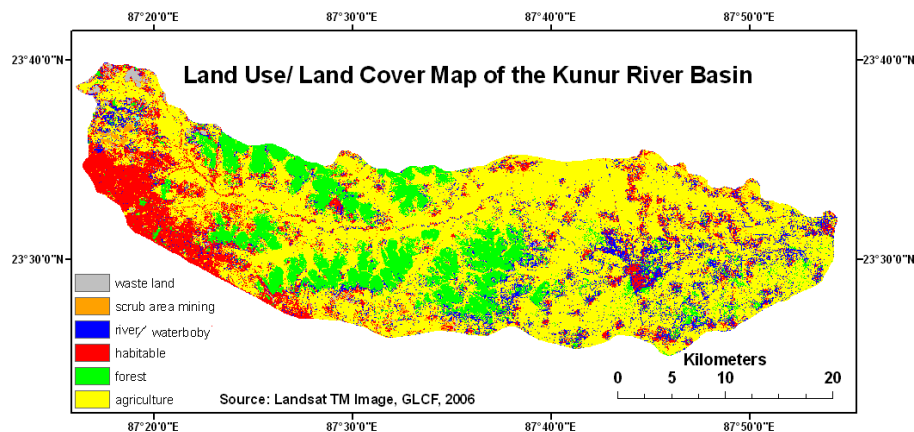 87°20'0"E 87°30'0"E 87°40'0"E 87°50'0"E
23°40'0"N 23°40'0"N
Land Use/ Land Cover Map of the Kunur River Basin
23°30'0"N 23°30'0"N
waste land
scrub area mining
river/ waterboby
habitable
forest
agriculture
Source: Landsat TM Image, GLCF, 2006
Kilometers
0 5 10 20
87°20'0"E 87°30'0"E 87°40'0"E 87°50'0"E